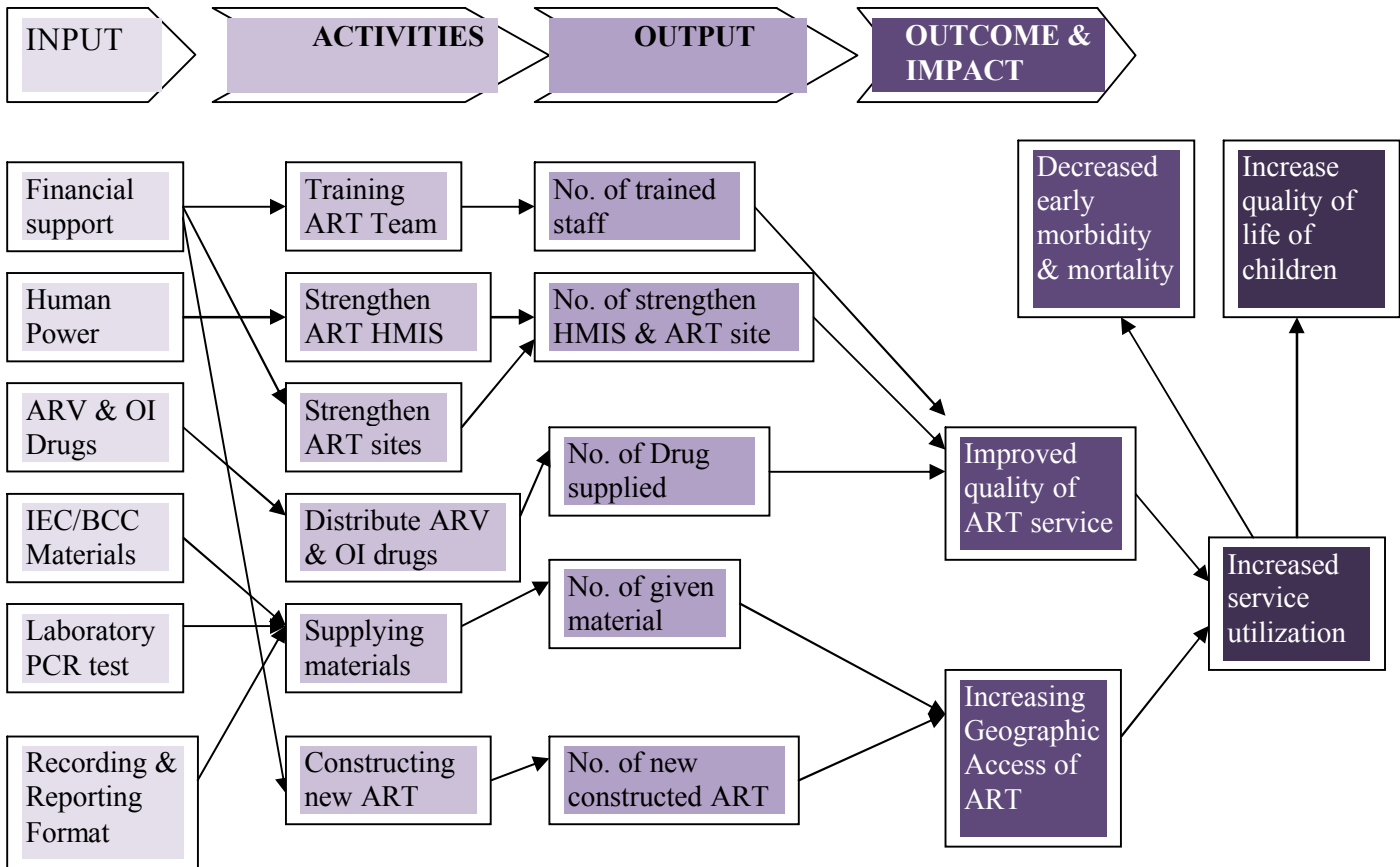 INPUT
ACTIVITIES
OUTPUT
OUTCOME &
IMPACT
Financial
support
Human
Power
ARV & OI
Drugs
IEC/BCC
Materials
Laboratory
PCR test
Recording &
Reporting
Format
Training
ART Team
Strengthen
ART HMIS
Strengthen
ART sites
Distribute ARV
& OI drugs
Supplying
materials
Constructing
new ART
No. of trained
staff
No. of strengthen
HMIS & ART site
No. of Drug
supplied
No. of given
material
No. of new
constructed ART
Improved
quality of
ART service
Increasing
Geographic
Access of
ART
Decreased
early
morbidity
& mortality
Increase
quality of
life of
children
Increased
service
utilization